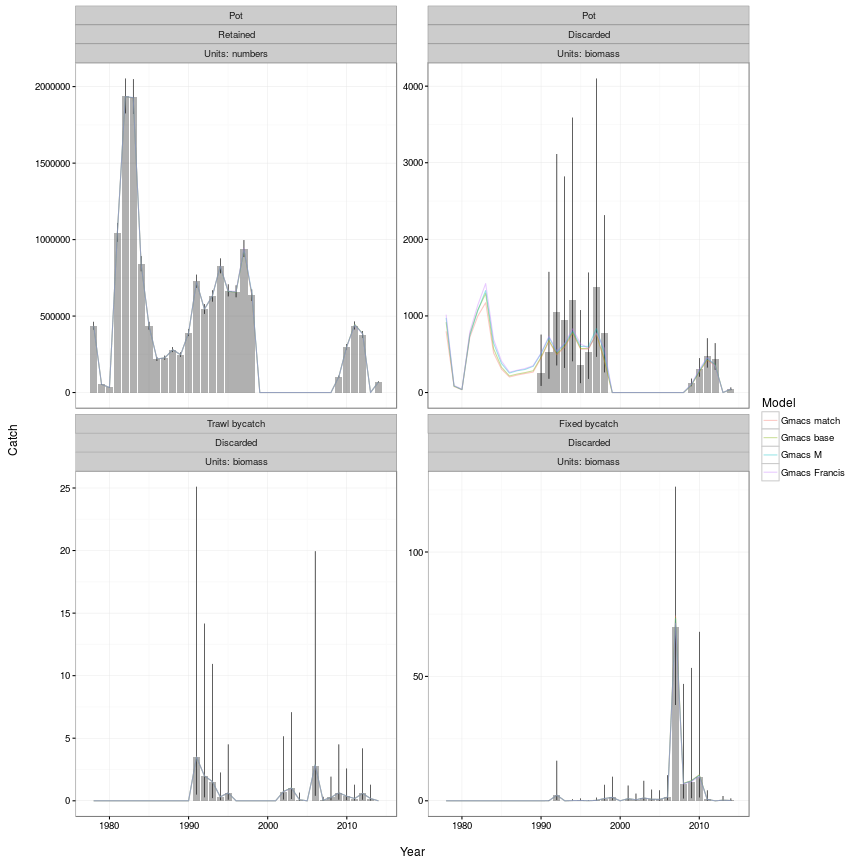 Pot
Retained
Units: numbers
Pot
Discarded
Units: biomass
2000000
1500000
1000000
500000
0
4000
3000
2000
1000
0
Trawl bycatch
Discarded
Units: biomass
Fixed bycatch
Discarded
Units: biomass
25
20
15
10
5
0
100
50
0
1980
1990
2000
2010
1980
1990
2000
2010
Catch
Year
Model
Gmacs match
Gmacs base
Gmacs M
Gmacs Francis